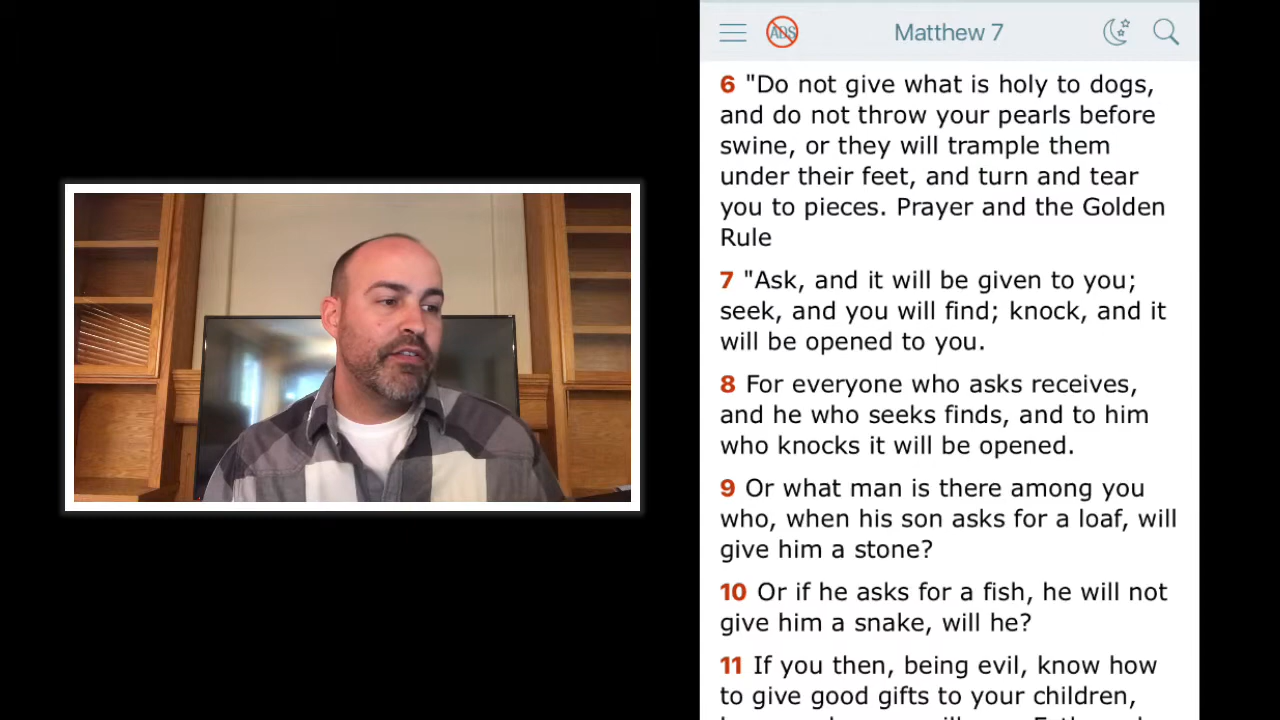 ADS
Matthew 7
6 "Do not give what is holy to dogs,
and do not throw your pearls before
swine, or they will trample them
under their feet, and turn and tear
you to pieces. Prayer and the Golden
Rule
7 "Ask, and it will be given to you;
seek, and you will find; knock, and it
will be opened to you.
8 For everyone who asks receives,
and he who seeks finds, and to him
who knocks it will be opened.
9 Or what man is there among you
who, when his son asks for a loaf, will
give him a stone?
10 Or if he asks for a fish, he will not
give him a snake, will he?
11 If you then, being evil, know how
to give good gifts to your children,